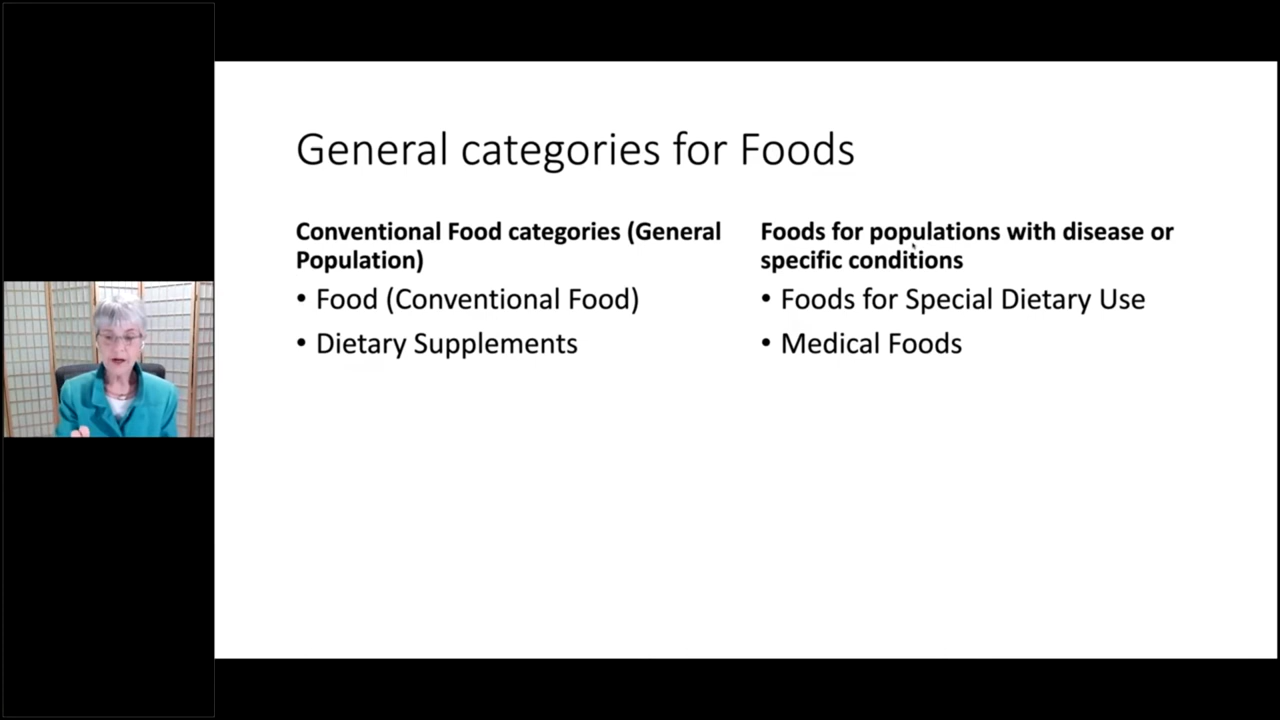 General categories for Foods
Conventional Food categories (General
Population)
• Food (Conventional Food)
• Dietary Supplements
Foods for populations with disease or
specific conditions
• Foods for Special Dietary Use
• Medical Foods